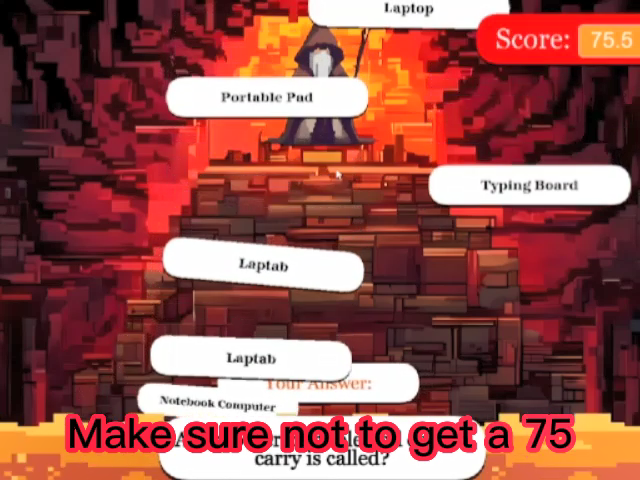 Laptop
Score: 75.5
Portable Pad
Typing Board
Laptab
Laptab
Your Answer:
Notebook Computer
Make sure not to get a 75
carry is called?